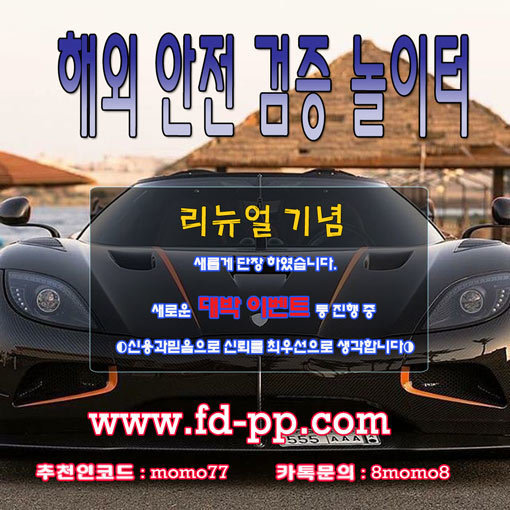 해외 안전 검증 놀이터
리뉴얼 기념
새롭게 단장 하였습니다.
새로운 대박 이벤트 등 진행 중
◐신용과믿음으로 신뢰를 최우선으로 생각합니다◑
www.fd-pp.com
555 AAA
추천인코드 : momo77 카톡문의 : 8momo8